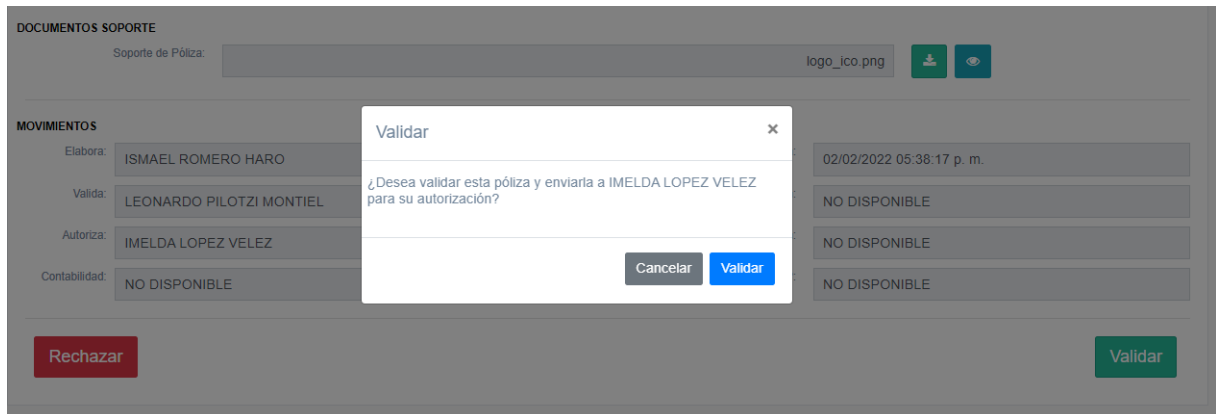 DOCUMENTOS SOPORTE
Soporte de Póliza:
logo_ico.png
MOVIMIENTOS
Validar
×
Elabora:
ISMAEL ROMERO HARO
02/02/2022 05:38:17 p. m.
¿Desea validar esta póliza y enviarla a IMELDA LOPEZ VELEZ
para su autorización?
Valida:
LEONARDO PILOTZI MONTIEL
NO DISPONIBLE
Autoriza:
IMELDA LOPEZ VELEZ
NO DISPONIBLE
Cancelar
Validar
Contabilidad:
NO DISPONIBLE
NO DISPONIBLE
Rechazar
Validar